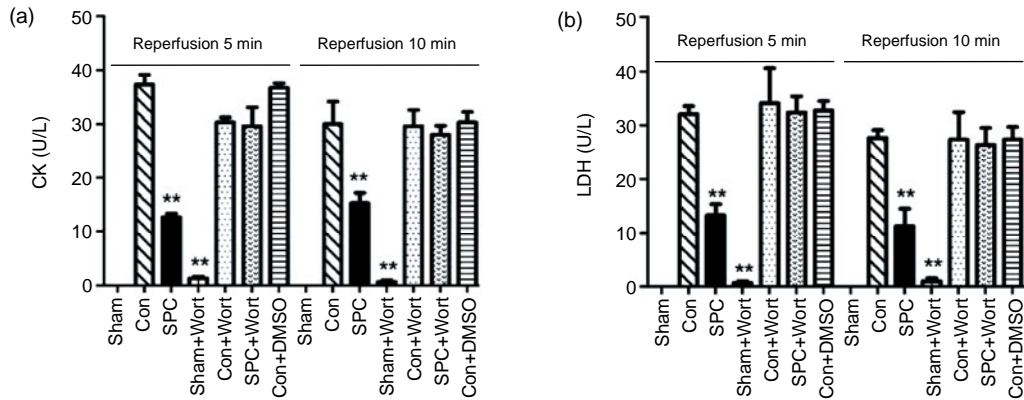 (a)
50
40
30
20
10
0
CK (U/L)
Reperfusion 5 min
Reperfusion 10 min
**
**
**
**
Sham
Con
SPC
Sham+Wort
Con+Wort
SPC+Wort
Con+DMSO
Sham
Con
SPC
Sham+Wort
Con+Wort
SPC+Wort
Con+DMSO
(b)
50
40
30
20
10
0
LDH (U/L)
Reperfusion 5 min
Reperfusion 10 min
**
**
**
**
Sham
Con
SPC
Sham+Wort
Con+Wort
SPC+Wort
Con+DMSO
Sham
Con
SPC
Sham+Wort
Con+Wort
SPC+Wort
Con+DMSO